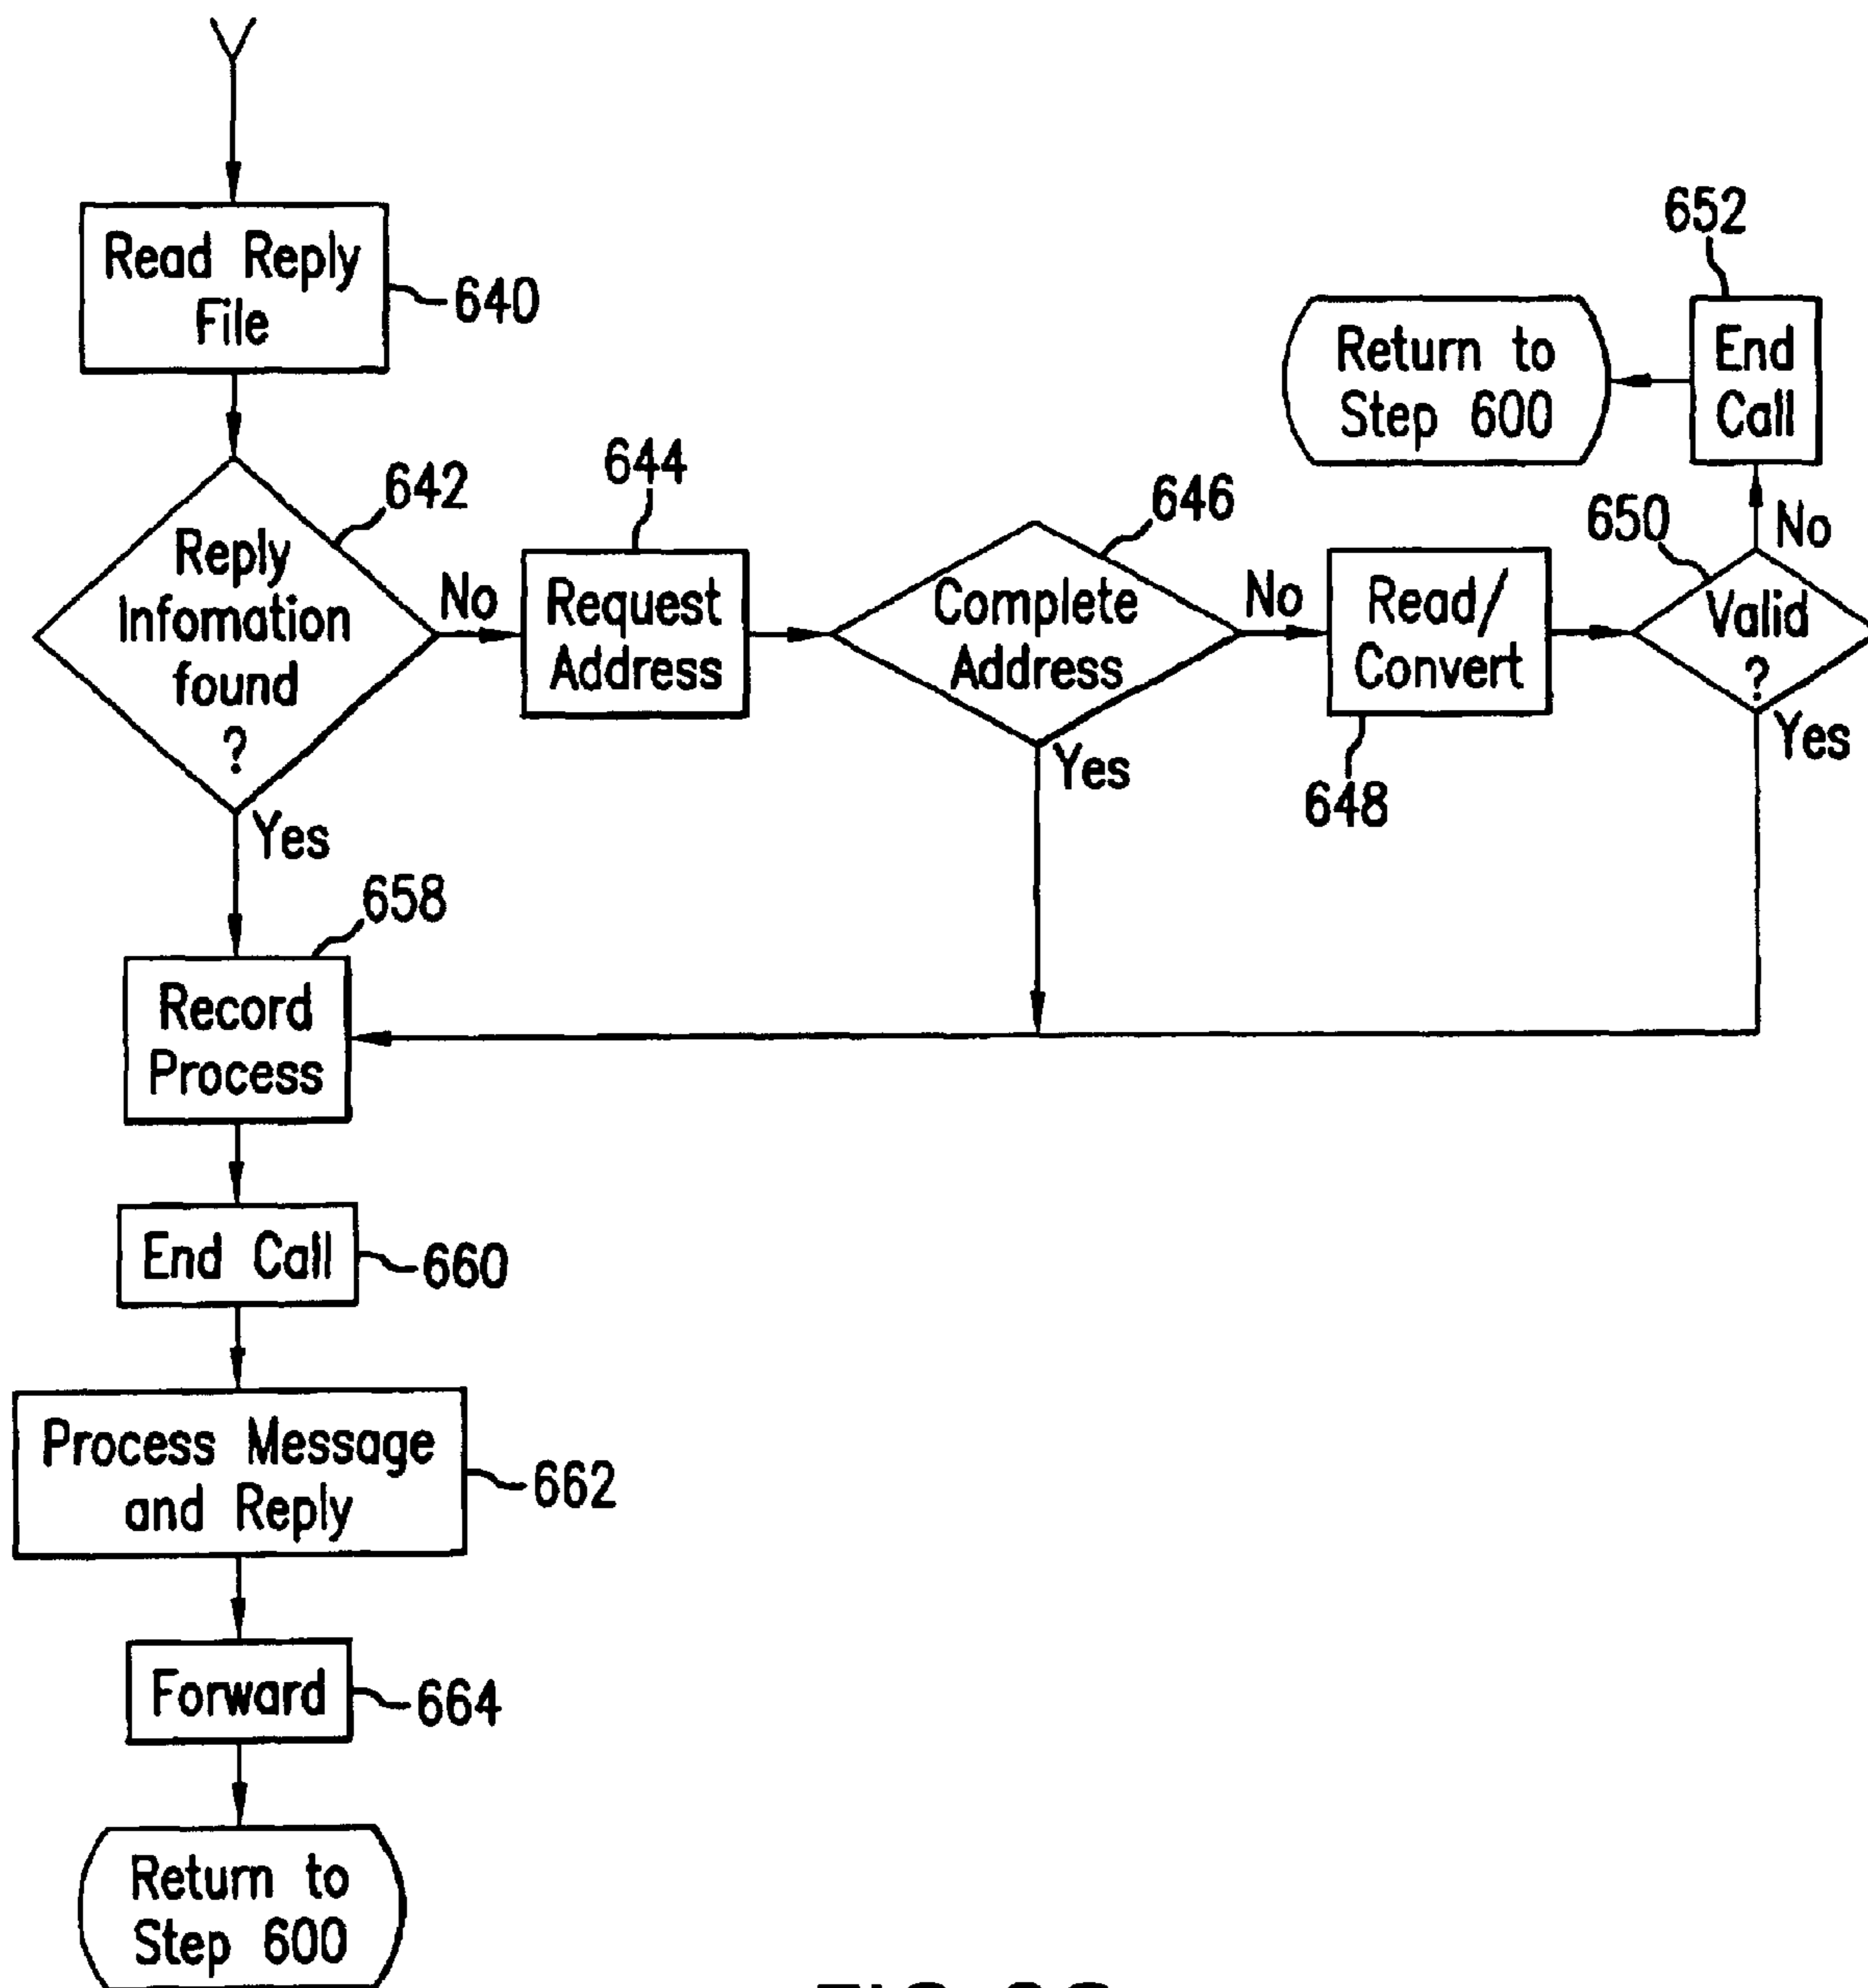 Read Reply
File
640
Reply
Infomation
found
?
642
No
Yes
644
Request
Address
646
Complete
Address
No
Yes
Read/
Convert
648
650
Valid
?
No
Yes
652
End
Call
Return to
Step 600
658
Record
Process
End Call
660
Process Message
and Reply
662
Forward
664
Return to
Step 600